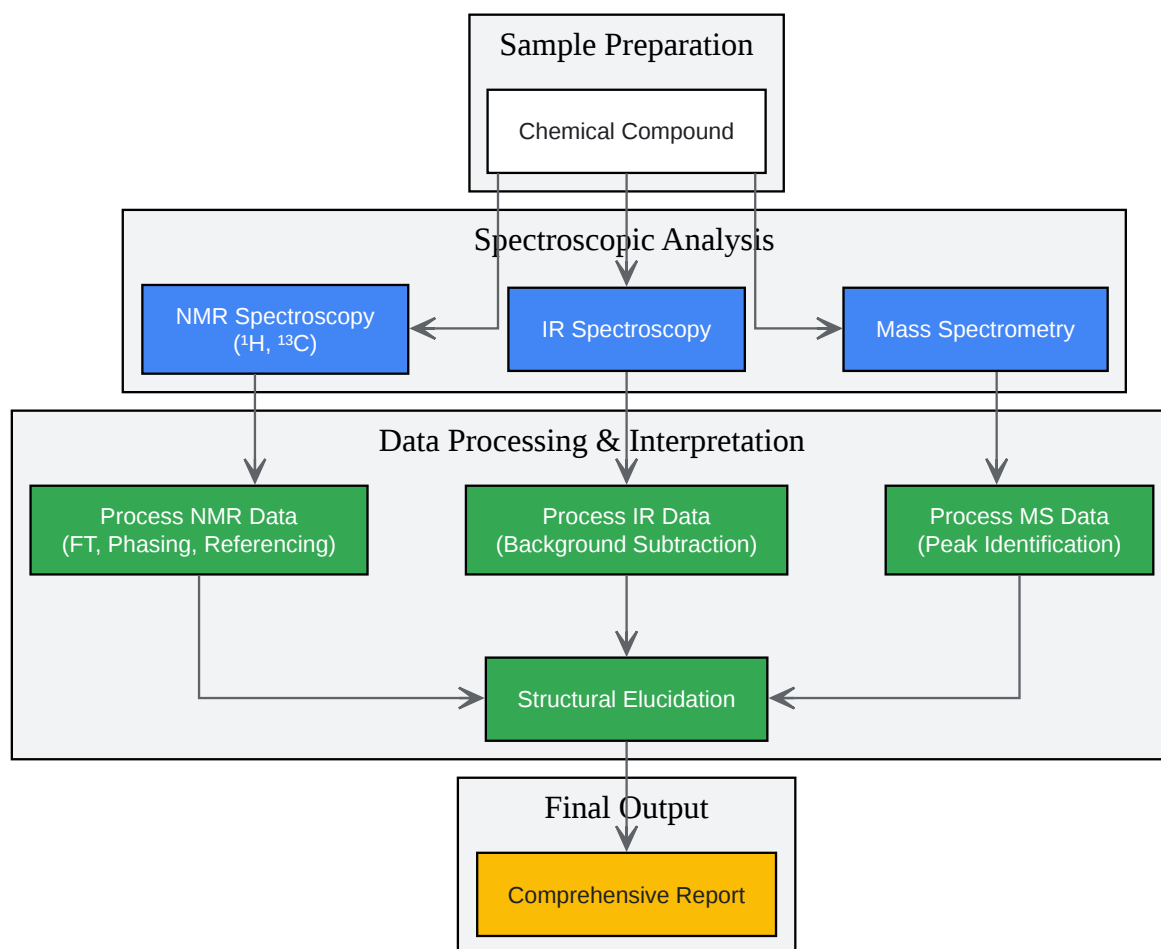 Sample Preparation
Chemical Compound
Spectroscopic Analysis
NMR Spectroscopy
(¹H, ¹³C)
IR Spectroscopy
Mass Spectrometry
Data Processing & Interpretation
Process NMR Data
(FT, Phasing, Referencing)
Process IR Data
(Background Subtraction)
Process MS Data
(Peak Identification)
Structural Elucidation
Final Output
Comprehensive Report